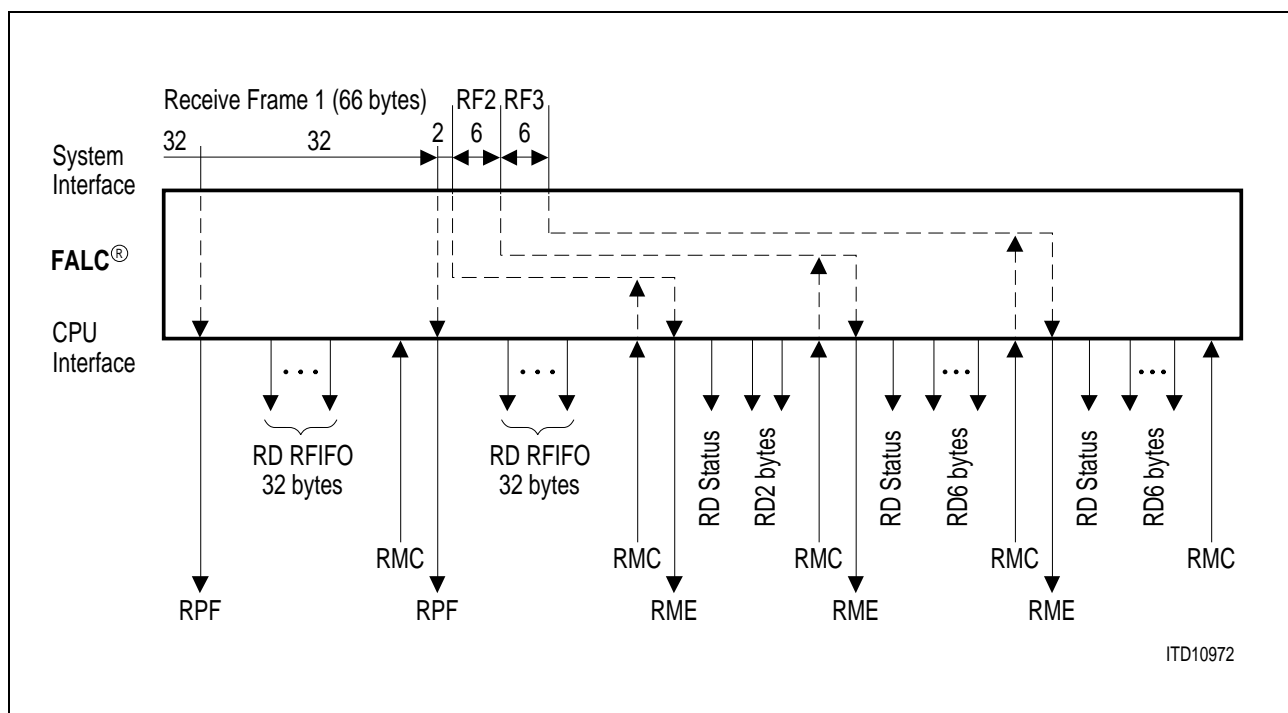 Receive Frame 1 (66 bytes) RF2 RF3
32 32 2 6 6
System
Interface
FALC®
CPU
Interface
RD RFIFO
32 bytes
RD RFIFO
32 bytes
RD Status
RD2 bytes
RD Status
RD6 bytes
RD Status
RD6 bytes
RMC RMC RMC RMC RMC
RPF RPF RME RME RME
ITD10972